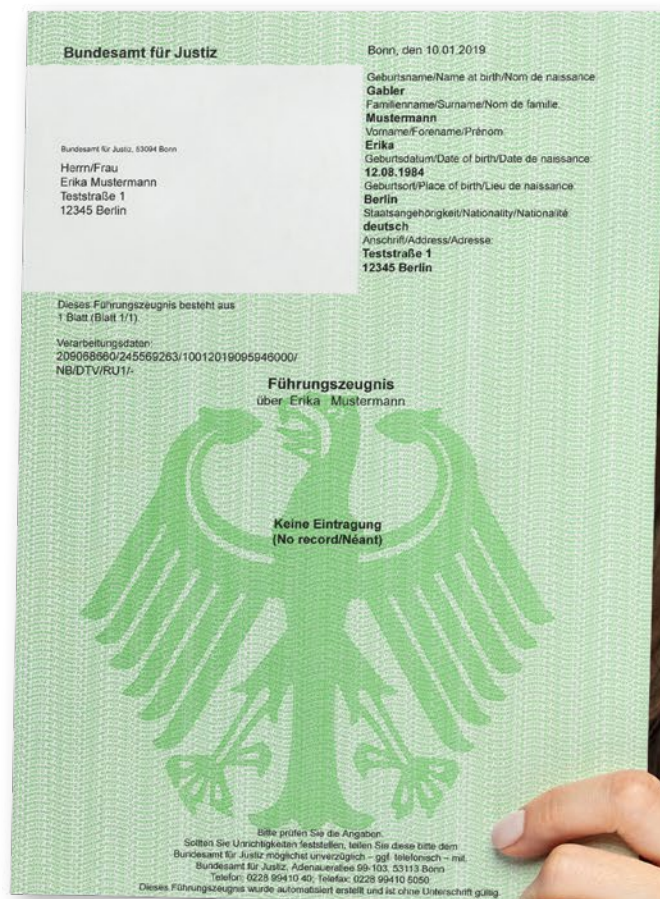 Bundesamt für Justiz
Bundesamt für Justiz, 53094 Bonn
Herrn/Frau
Erika Mustermann
Teststraße 1
12345 Berlin
Bonn, den 10.01.2019
Geburtsname/Name at birth/Nom de naissance:
Gabler
Familienname/Surname/Nom de famille:
Mustermann
Vorname/Forename/Prénom:
Erika
Geburtsdatum/Date of birth/Date de naissance:
12.08.1984
Geburtsort/Place of birth/Lieu de naissance:
Berlin
Staatsangehörigkeit/Nationality/Nationalité:
deutsch
Anschrift/Address/Adresse:
Teststraße 1
12345 Berlin
Dieses Führungszeugnis besteht aus
1 Blatt (Blatt 1/1).
Verarbeitungsdaten:
209068660/245569263/10012019095946000/
NB/DTV/RU1/-
Führungszeugnis
über Erika Mustermann
Keine Eintragung
(No record/Néant)
Bitte prüfen Sie die Angaben.
Sollten Sie Unrichtigkeiten feststellen, teilen Sie diese bitte dem
Bundesamt für Justiz möglichst unverzüglich – ggf. telefonisch – mit.
Bundesamt für Justiz, Adenauerallee 99-103, 53113 Bonn
Telefon: 0228 99410 40; Telefax: 0228 99410 5050
Dieses Führungszeugnis wurde automatisiert erstellt und ist ohne Unterschrift gültig.